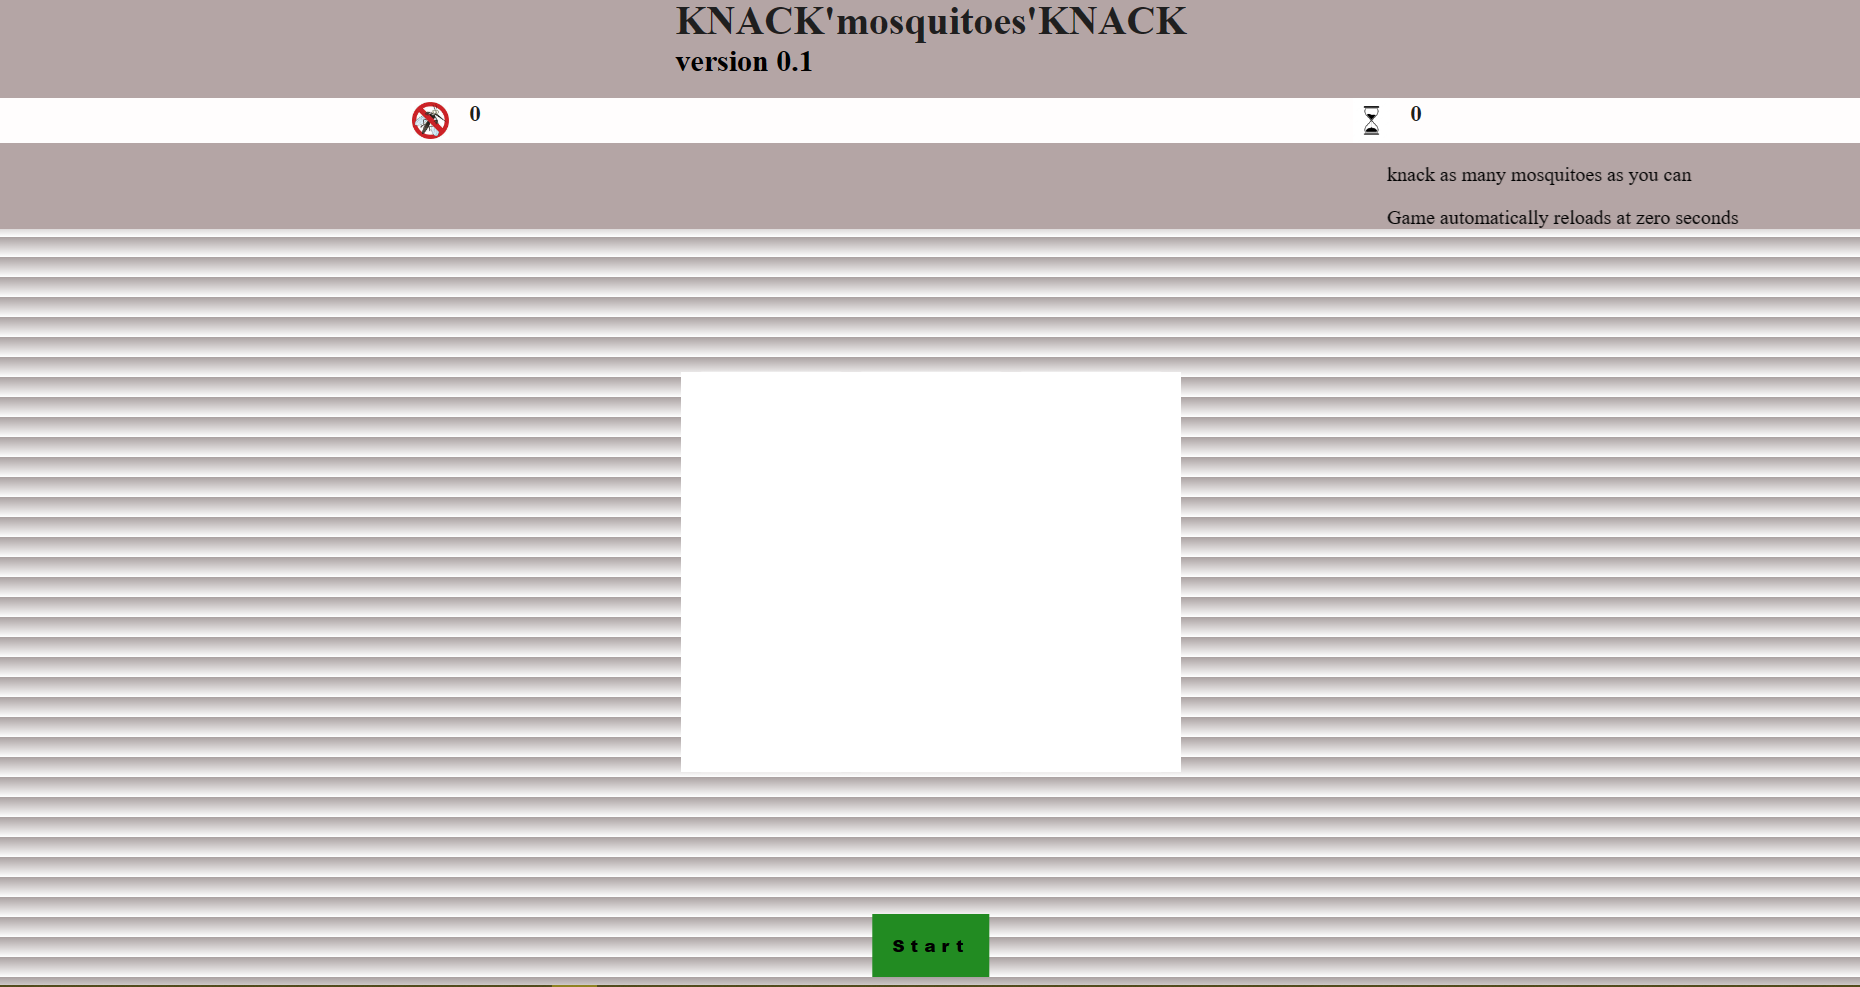 KNACK'mosquitoes'KNACK
version 0.1
0
0
knack as many mosquitoes as you can
Game automatically reloads at zero seconds
Start